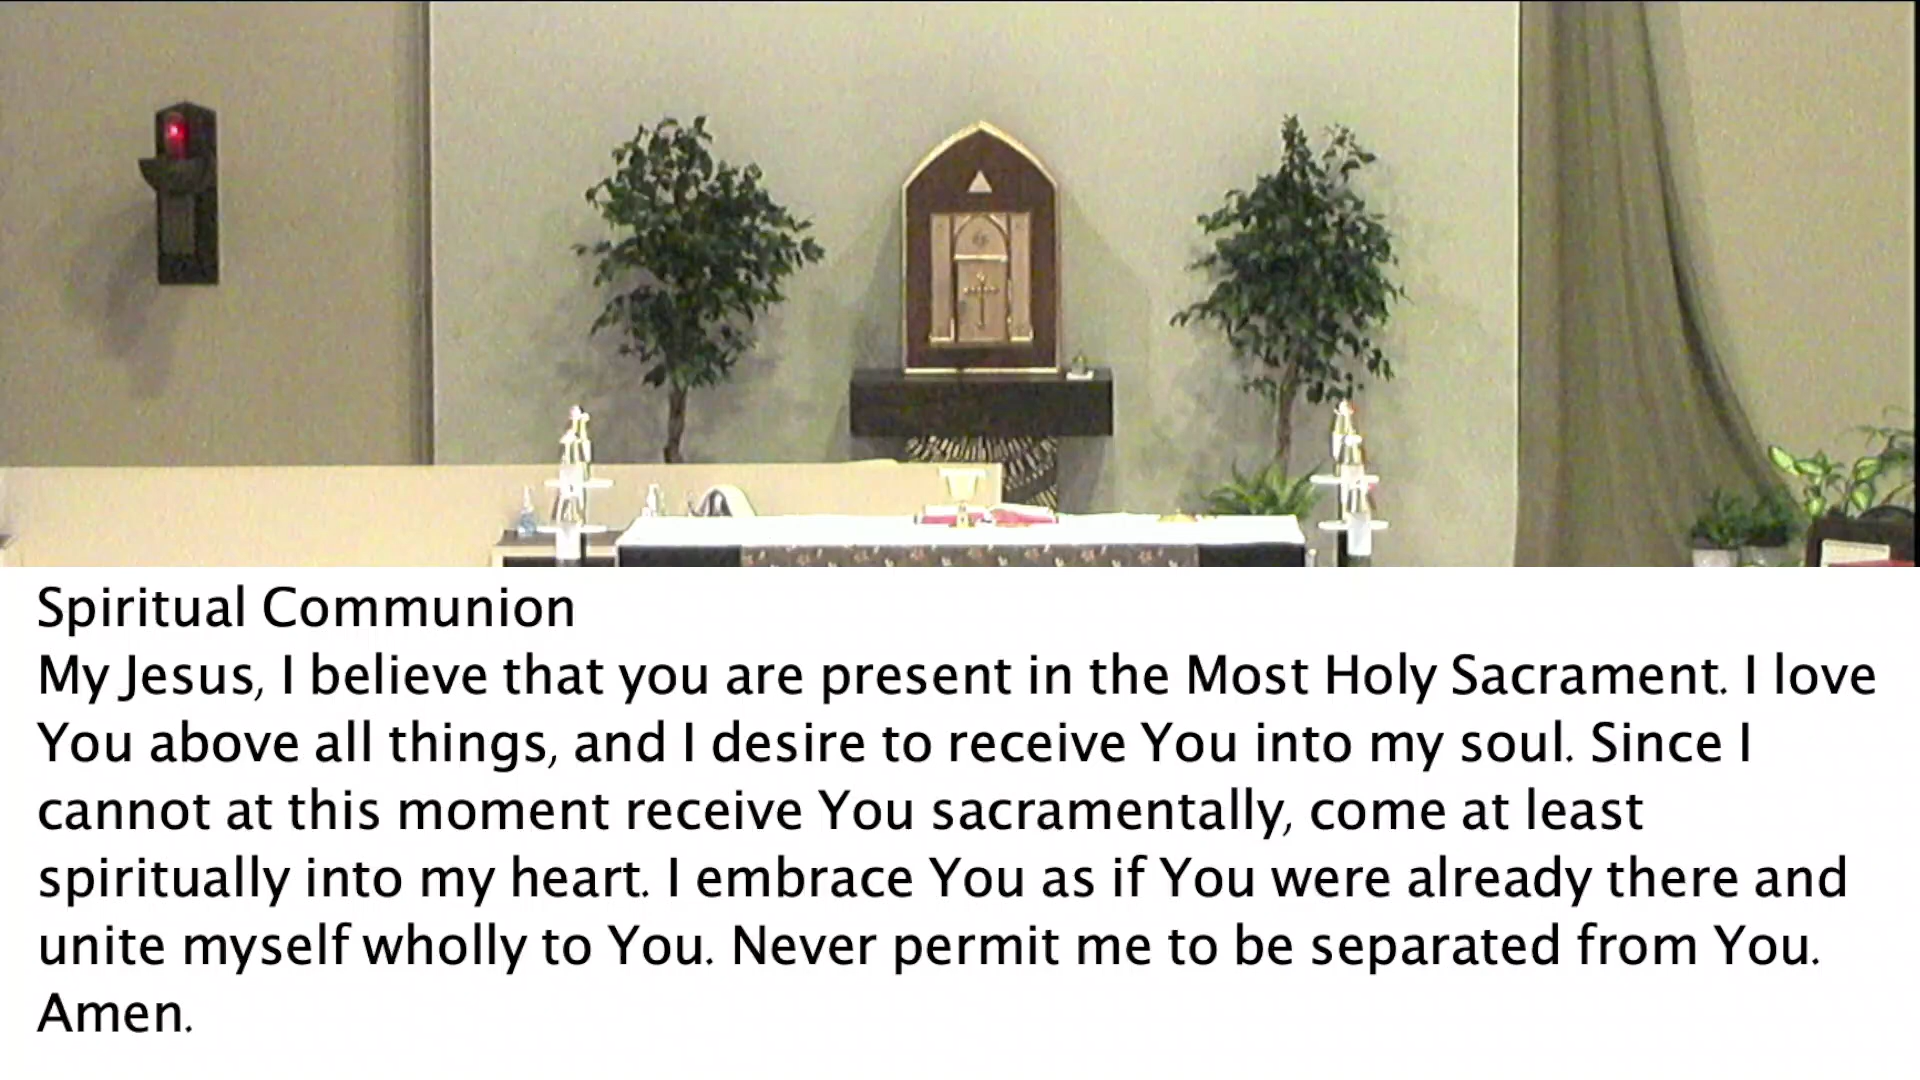 Spiritual Communion
My Jesus, I believe that you are present in the Most Holy Sacrament. I love
You above all things, and I desire to receive You into my soul. Since I
cannot at this moment receive You sacramentally, come at least
spiritually into my heart. I embrace You as if You were already there and
unite myself wholly to You. Never permit me to be separated from You.
Amen.